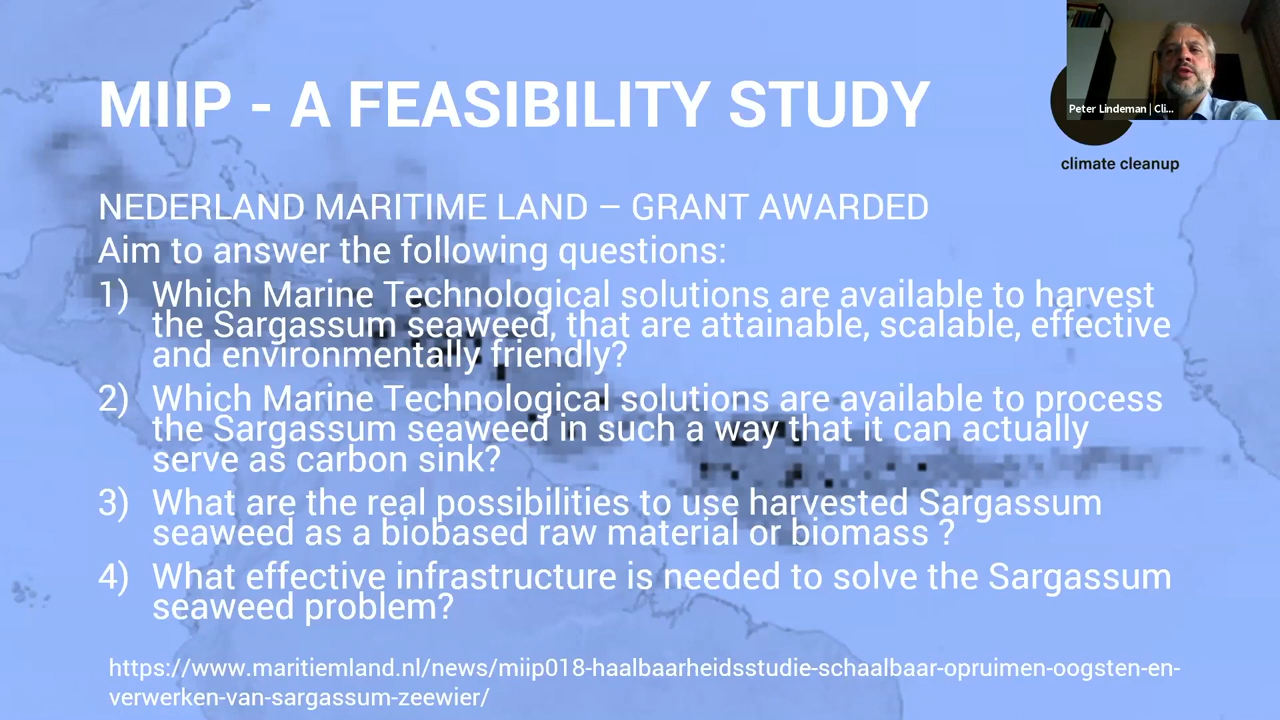 MIIP - A FEASIBILITY STUDY
Peter Lindeman | Cli...
climate cleanup
NEDERLAND MARITIME LAND – GRANT AWARDED
Aim to answer the following questions:
1) Which Marine Technological solutions are available to harvest
the Sargassum seaweed, that are attainable, scalable, effective
and environmentally friendly?
2) Which Marine Technological solutions are available to process
the Sargassum seaweed in such a way that it can actually
serve as carbon sink?
3) What are the real possibilities to use harvested Sargassum
seaweed as a biobased raw material or biomass ?
4) What effective infrastructure is needed to solve the Sargassum
seaweed problem?
https://www.maritiemland.nl/news/miip018-haalbaarheidsstudie-schaalbaar-opruimen-oogsten-en-
verwerken-van-sargassum-zeewier/